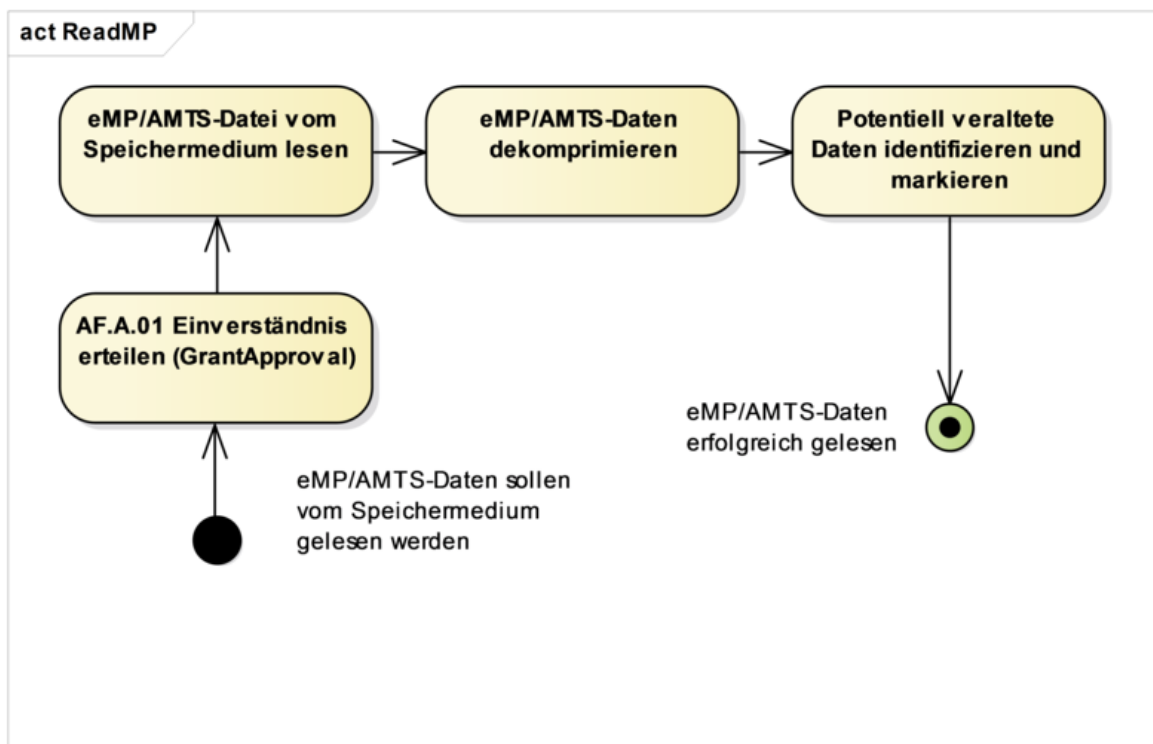 act ReadMP
eMP/AMTS-Datei vom
Speichermedium lesen
eMP/AMTS-Daten
dekomprimieren
Potentiell veraltete
Daten identifizieren und
markieren
AF.A.01 Einverständnis
erteilen (GrantApproval)
eMP/AMTS-Daten
erfolgreich gelesen
eMP/AMTS-Daten sollen
vom Speichermedium
gelesen werden